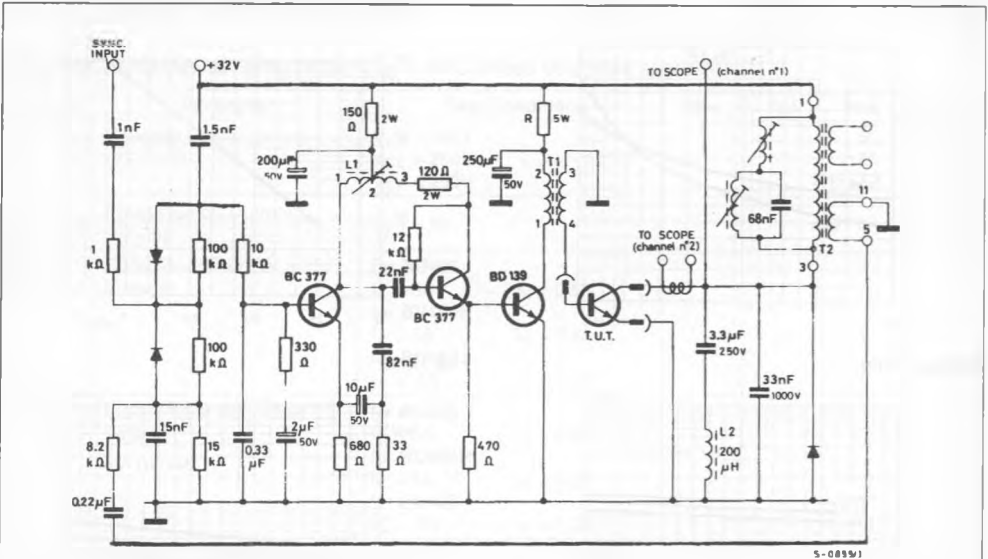 SYNC.
INPUT
+32V
TO SCOPE (channel n°1)
1
150
Ω
2W
R
5W
1nF
1.5nF
200µF
50V
L1
1
2
3
120Ω
2W
250µF
50V
T1
2
3
1
4
68nF
11
5
T2
3
TO SCOPE
(channel n°2)
1
kΩ
100
kΩ
10
kΩ
12
kΩ
22nF
BC 377
BC 377
BD 139
T.U.T.
100
kΩ
330
Ω
82nF
3.3µF
250V
33nF
1000V
10µF
50V
15nF
2µF
50V
8.2
kΩ
15
kΩ
0.33
µF
680
Ω
33
Ω
470
Ω
L2
200
µH
0.22µF
S-0899/1